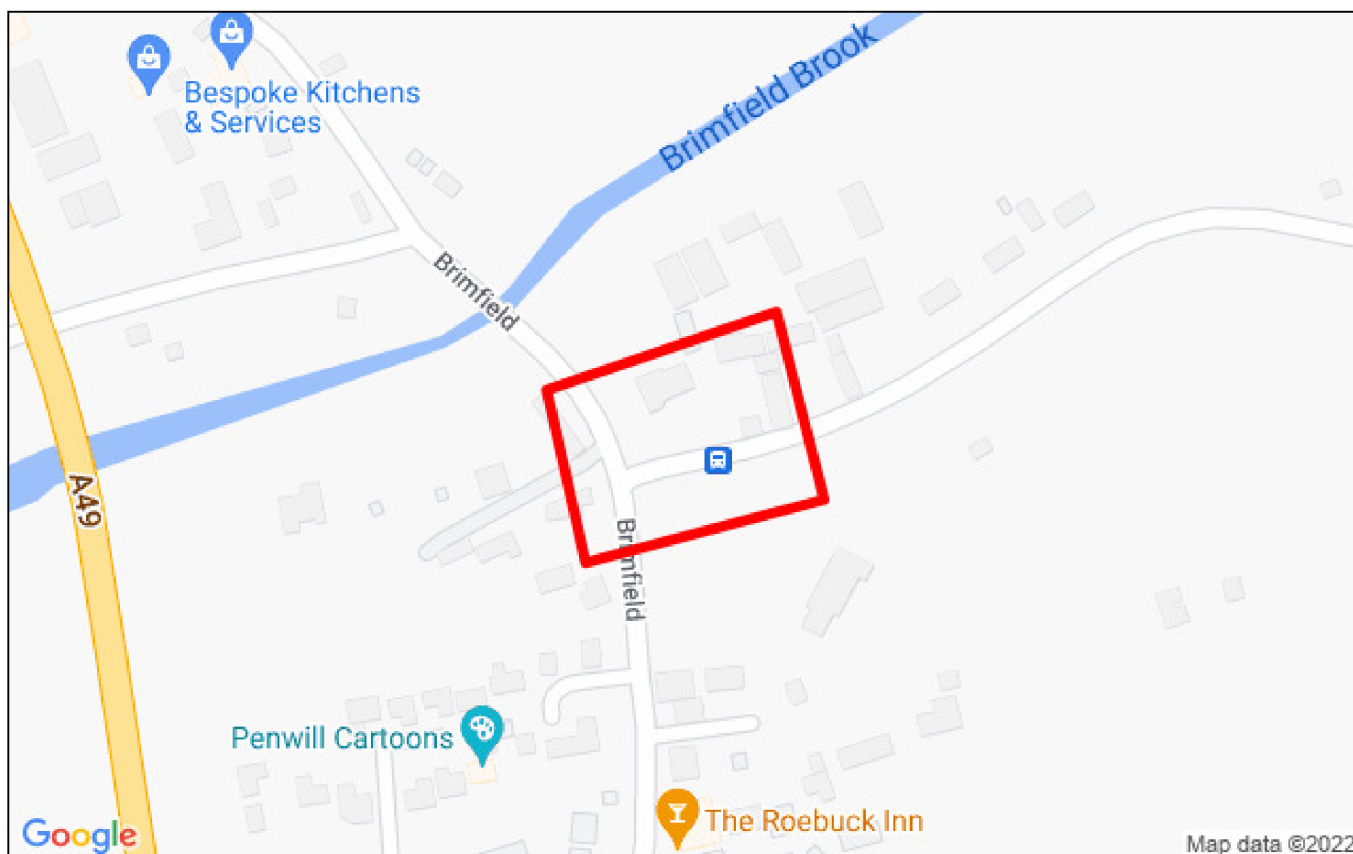 Brimfield Brook
Bespoke Kitchens
& Services
Brimfield
A49
Brimfield
Penwill Cartoons
The Roebuck Inn
Google
Map data ©2022